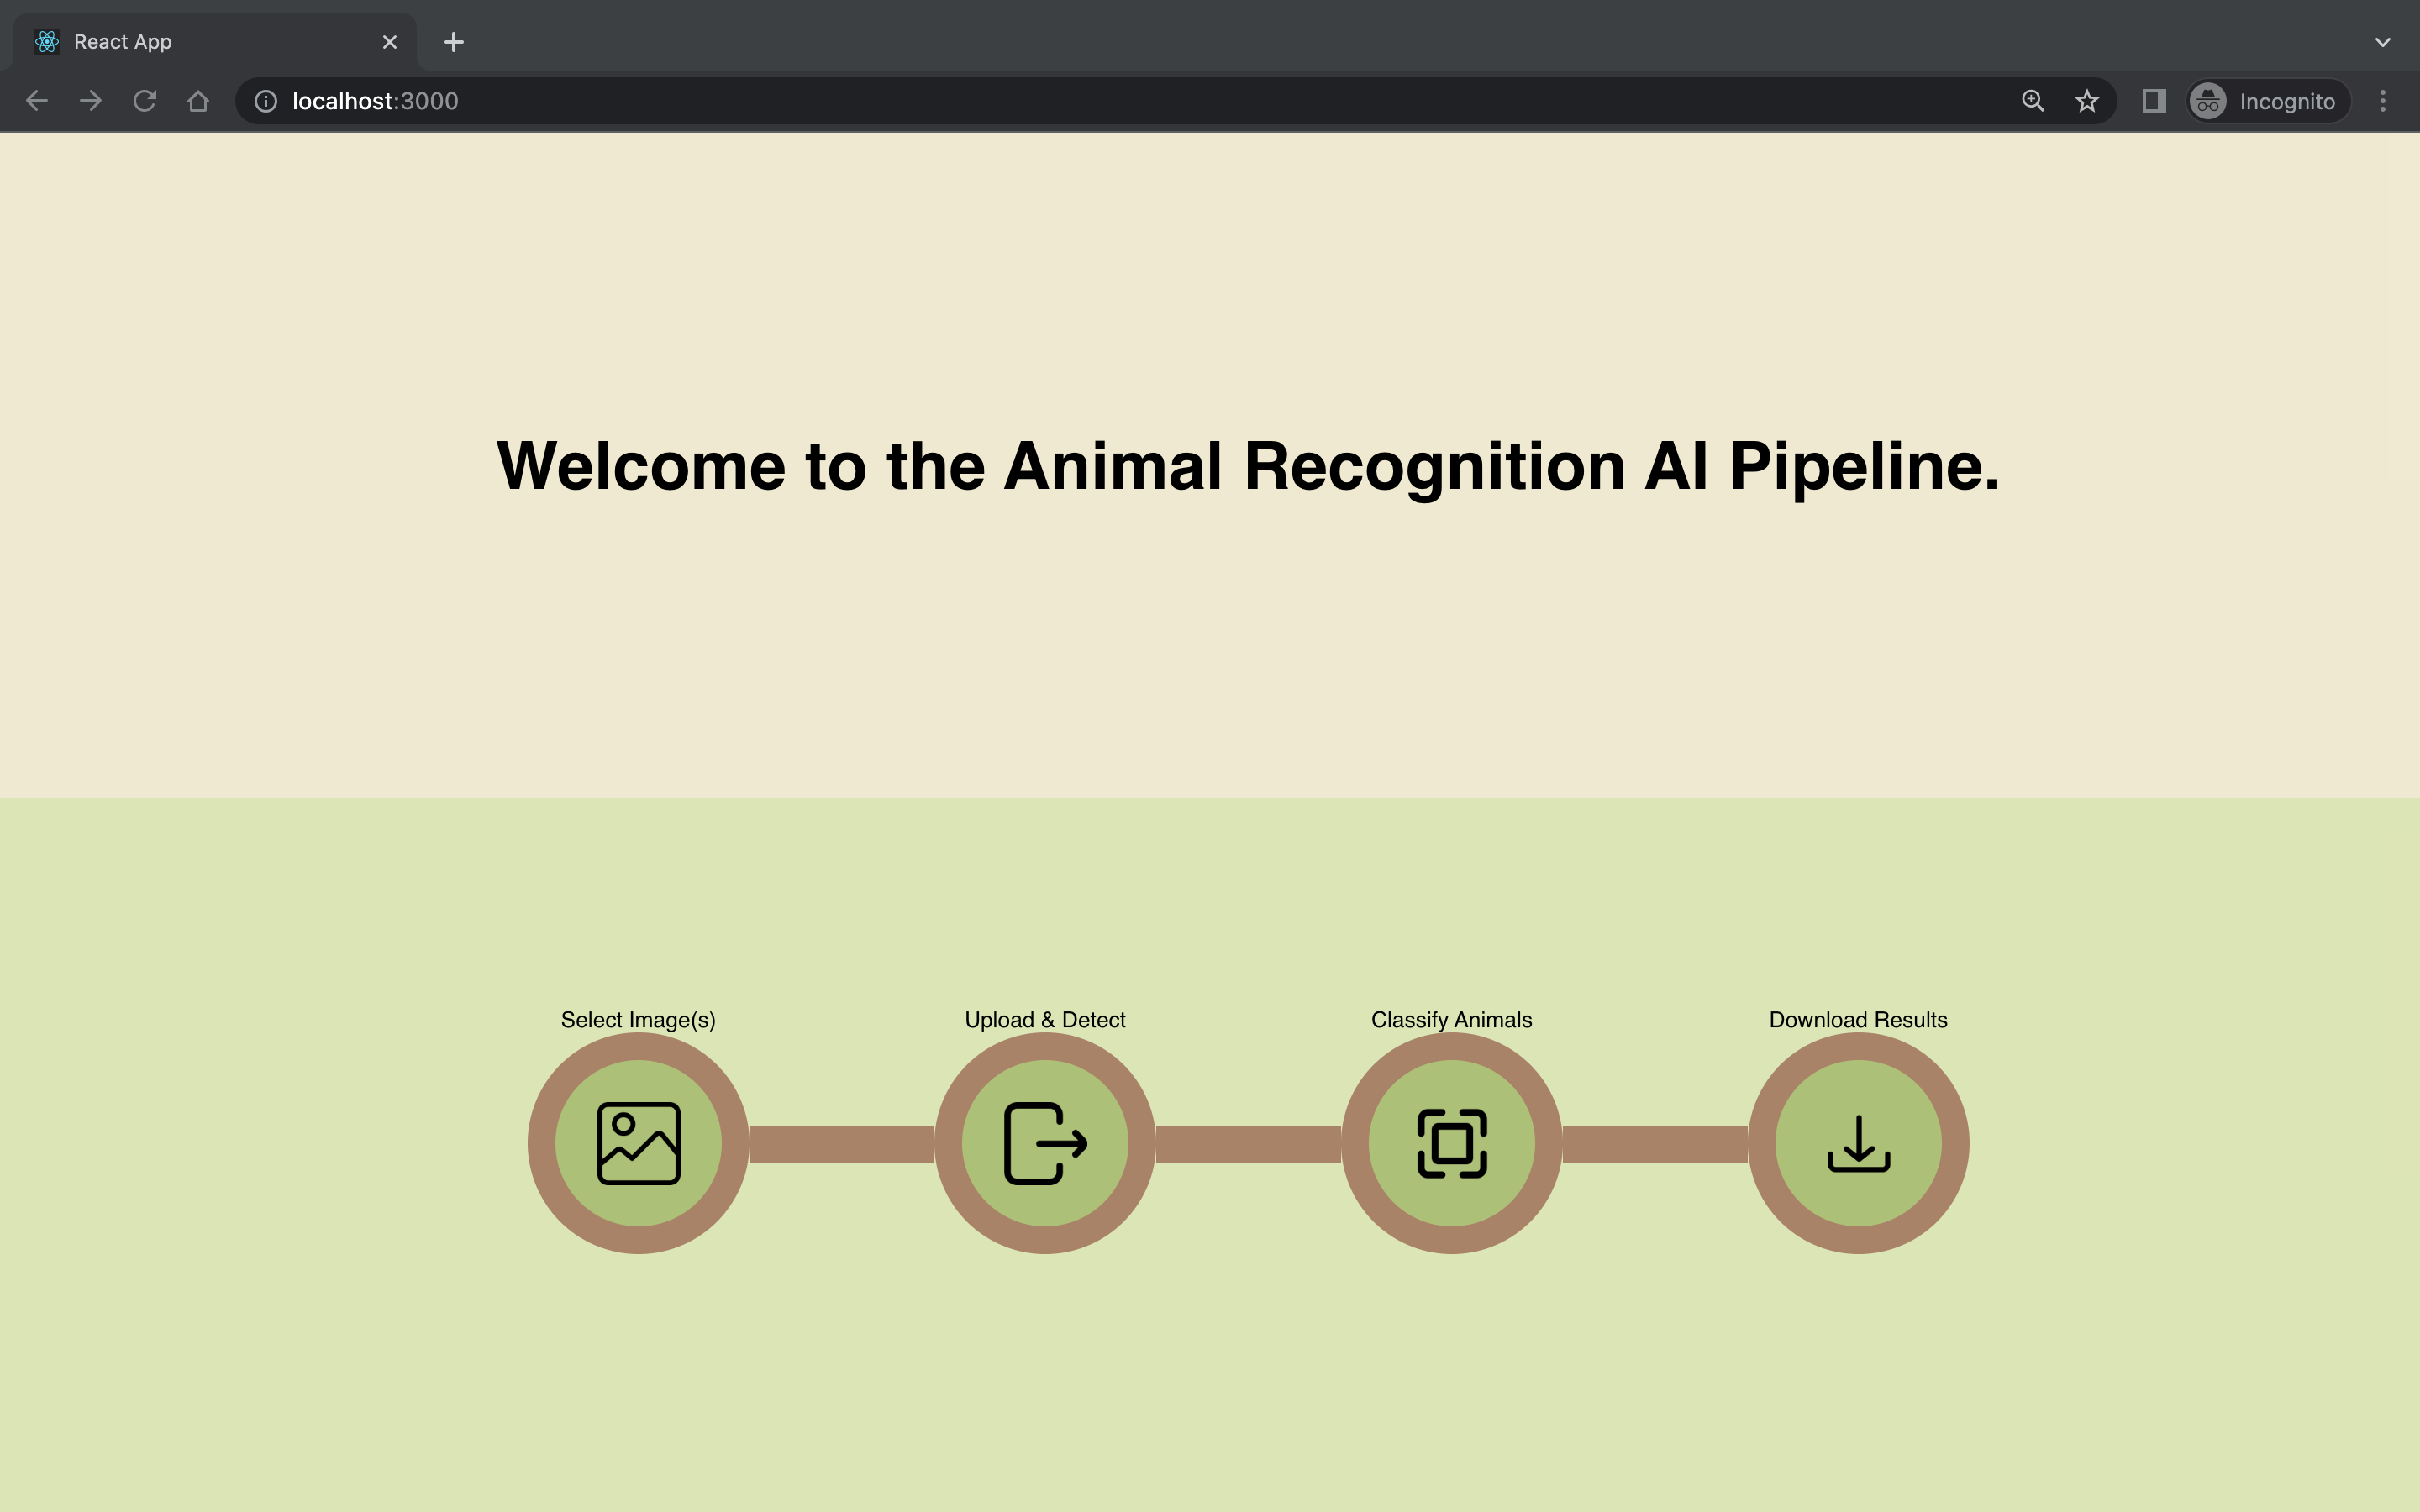 React App
localhost:3000
Incognito
Welcome to the Animal Recognition AI Pipeline.
Select Image(s)
Upload & Detect
Classify Animals
Download Results